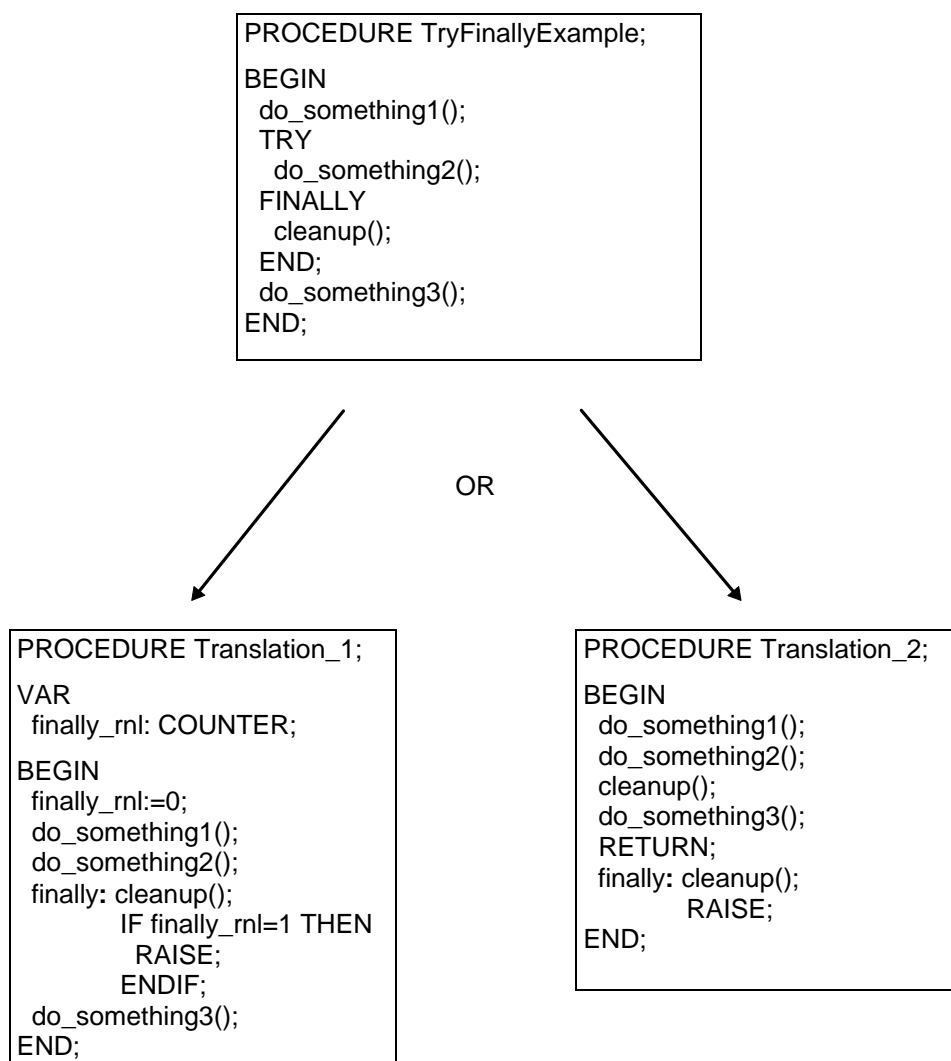 PROCEDURE TryFinallyExample;
BEGIN
do_something1();
TRY
do_something2();
FINALLY
cleanup();
END;
do_something3();
END;
OR
PROCEDURE Translation_1;
VAR
finally_rnl: COUNTER;
BEGIN
finally_rnl:=0;
do_something1();
do_something2();
finally: cleanup();
IF finally_rnl=1 THEN
RAISE;
ENDIF;
do_something3();
END;
PROCEDURE Translation_2;
BEGIN
do_something1();
do_something2();
cleanup();
do_something3();
RETURN;
finally: cleanup();
RAISE;
END;